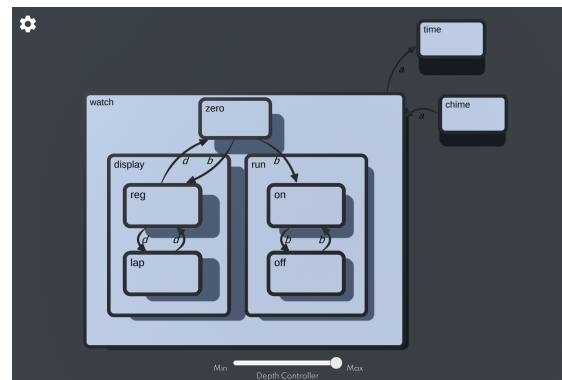 time
a
watch
zero
chime
a
d
b
b
display
run
reg
on
d
d
b
b
lap
off
Min
Max
Depth Controller